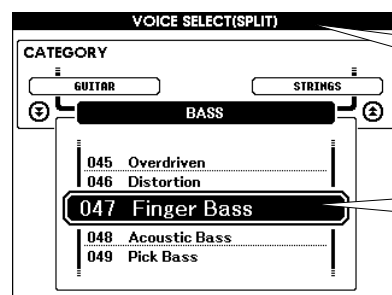 VOICE SELECT(SPLIT)
CATEGORY
GUITAR STRINGS
BASS
045 Overdriven
046 Distortion
047 Finger Bass
048 Acoustic Bass
049 Pick Bass